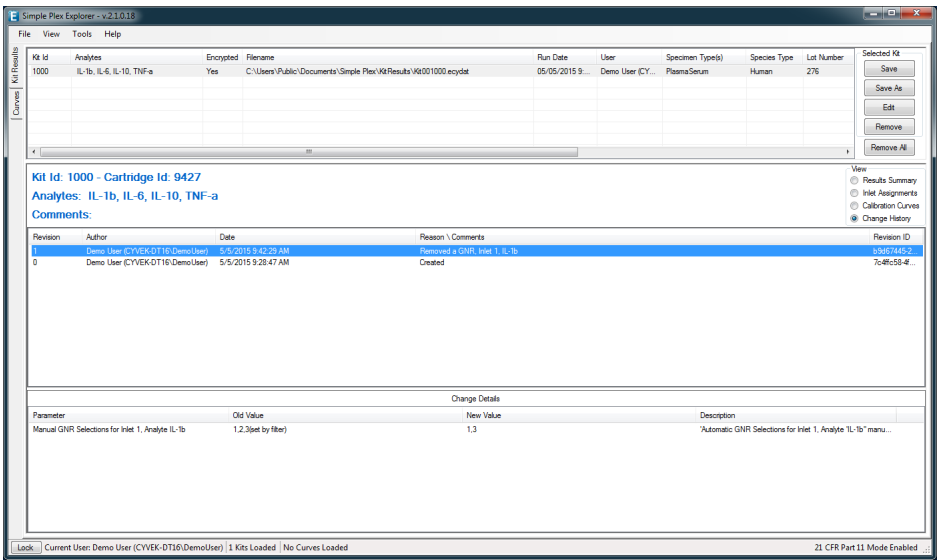 Simple Plex Explorer - v.2.1.0.18
File View Tools Help
Kit Results
Curves
Kit Id Analytes Encrypted Filename Run Date User Specimen Type(s) Species Type Lot Number
1000 IL-1b, IL-6, IL-10, TNF-a Yes C:\Users\Public\Documents\Simple Plex\KitResults\Kit001000.ecydat 05/05/2015 9:... Demo User (CY... PlasmaSerum Human 276
Selected Kit
Save
Save As
Edit
Remove
Remove All
Kit Id: 1000 - Cartridge Id: 9427
Analytes: IL-1b, IL-6, IL-10, TNF-a
Comments:
View
Results Summary
Inlet Assignments
Calibration Curves
Change History
Revision Author Date Reason \ Comments Revision ID
1 Demo User (CYVEK-DT16\DemoUser) 5/5/2015 9:42:29 AM Removed a GNR, Inlet 1, IL-1b b9d67445-2...
0 Demo User (CYVEK-DT16\DemoUser) 5/5/2015 9:28:47 AM Created 7c4ffc58-4f...
Change Details
Parameter Old Value New Value Description
Manual GNR Selections for Inlet 1, Analyte IL-1b 1,2,3(set by filter) 1,3 "Automatic GNR Selections for Inlet 1, Analyte 'IL-1b" manu...
Lock Current User: Demo User (CYVEK-DT16\DemoUser) 1 Kits Loaded No Curves Loaded 21 CFR Part 11 Mode Enabled